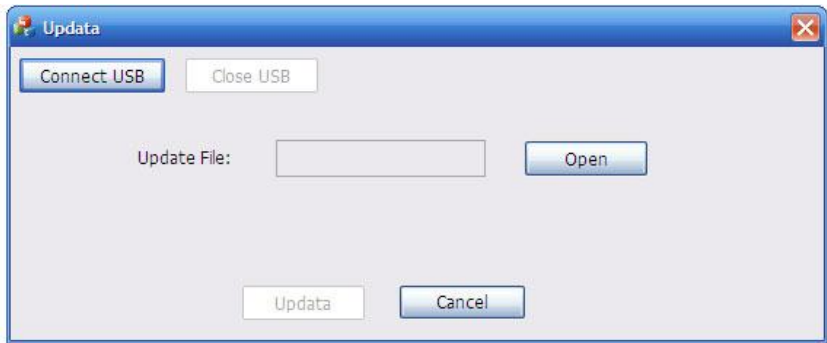 Updata
Connect USB Close USB
Update File: Open
Updata Cancel